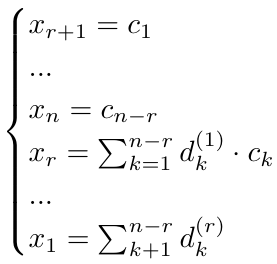 x_{r+1} = c_1
...
x_n = c_{n-r}
x_r = \sum_{k=1}^{n-r} d_k^{(1)} \cdot c_k
...
x_1 = \sum_{k+1}^{n-r} d_k^{(r)}